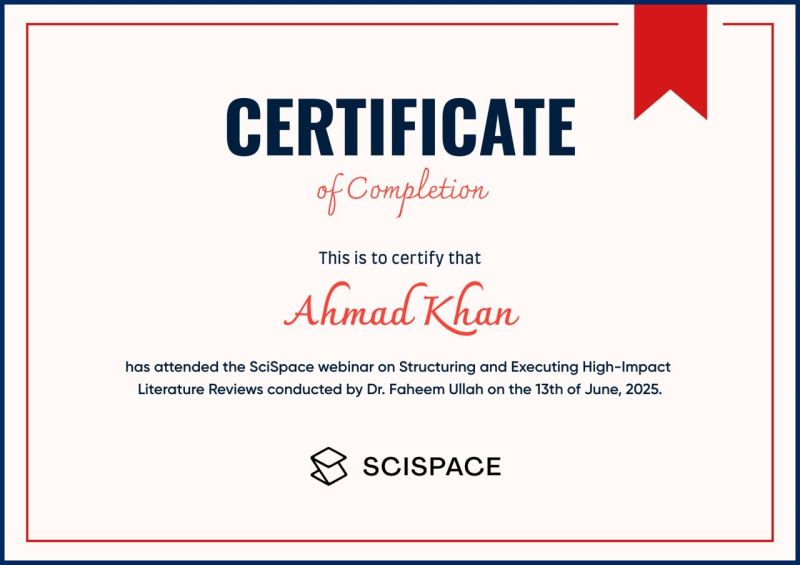 CERTIFICATE
of Completion
This is to certify that
Ahmad Khan
has attended the SciSpace webinar on Structuring and Executing High-Impact
Literature Reviews conducted by Dr. Faheem Ullah on the 13th of June, 2025.
SCISPACE